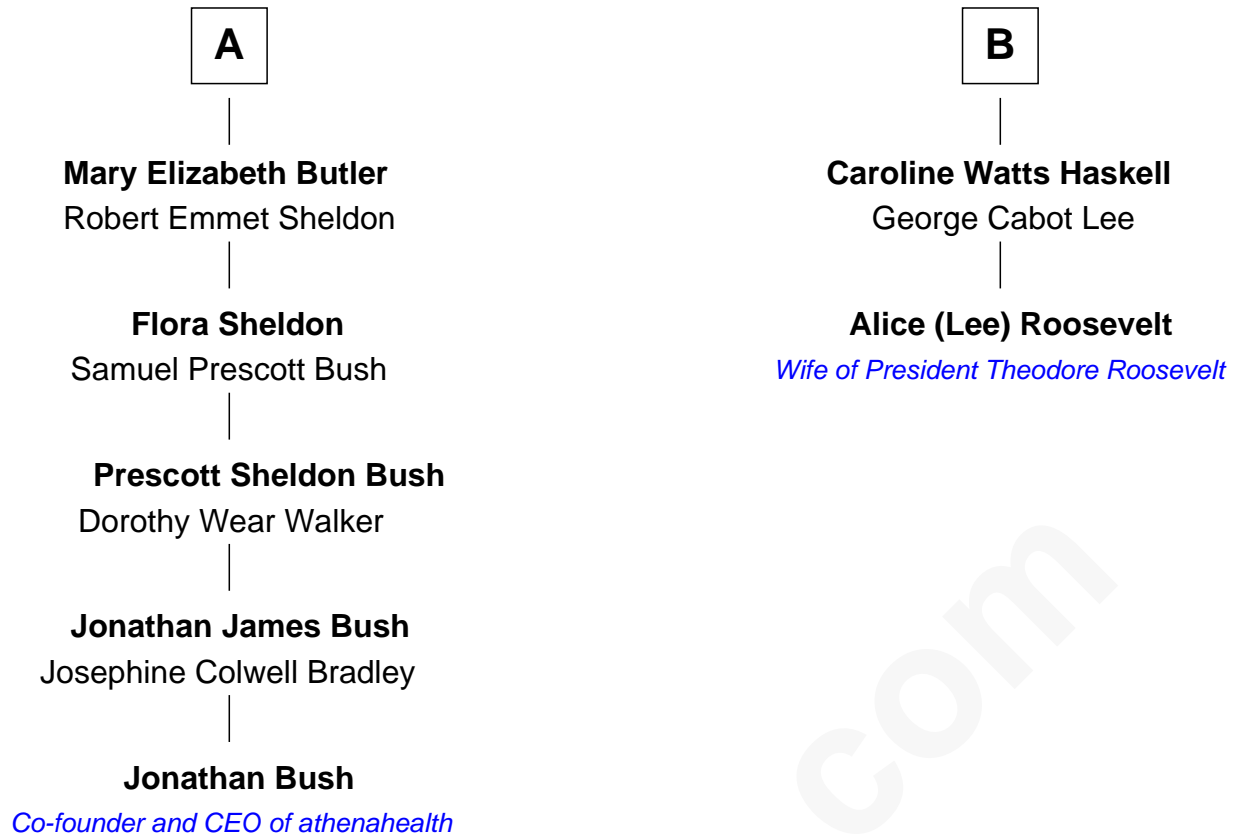 A
Mary Elizabeth Butler
Robert Emmet Sheldon
Flora Sheldon
Samuel Prescott Bush
Prescott Sheldon Bush
Dorothy Wear Walker
Jonathan James Bush
Josephine Colwell Bradley
Jonathan Bush
Co-founder and CEO of athenahealth
B
Caroline Watts Haskell
George Cabot Lee
Alice (Lee) Roosevelt
Wife of President Theodore Roosevelt
com